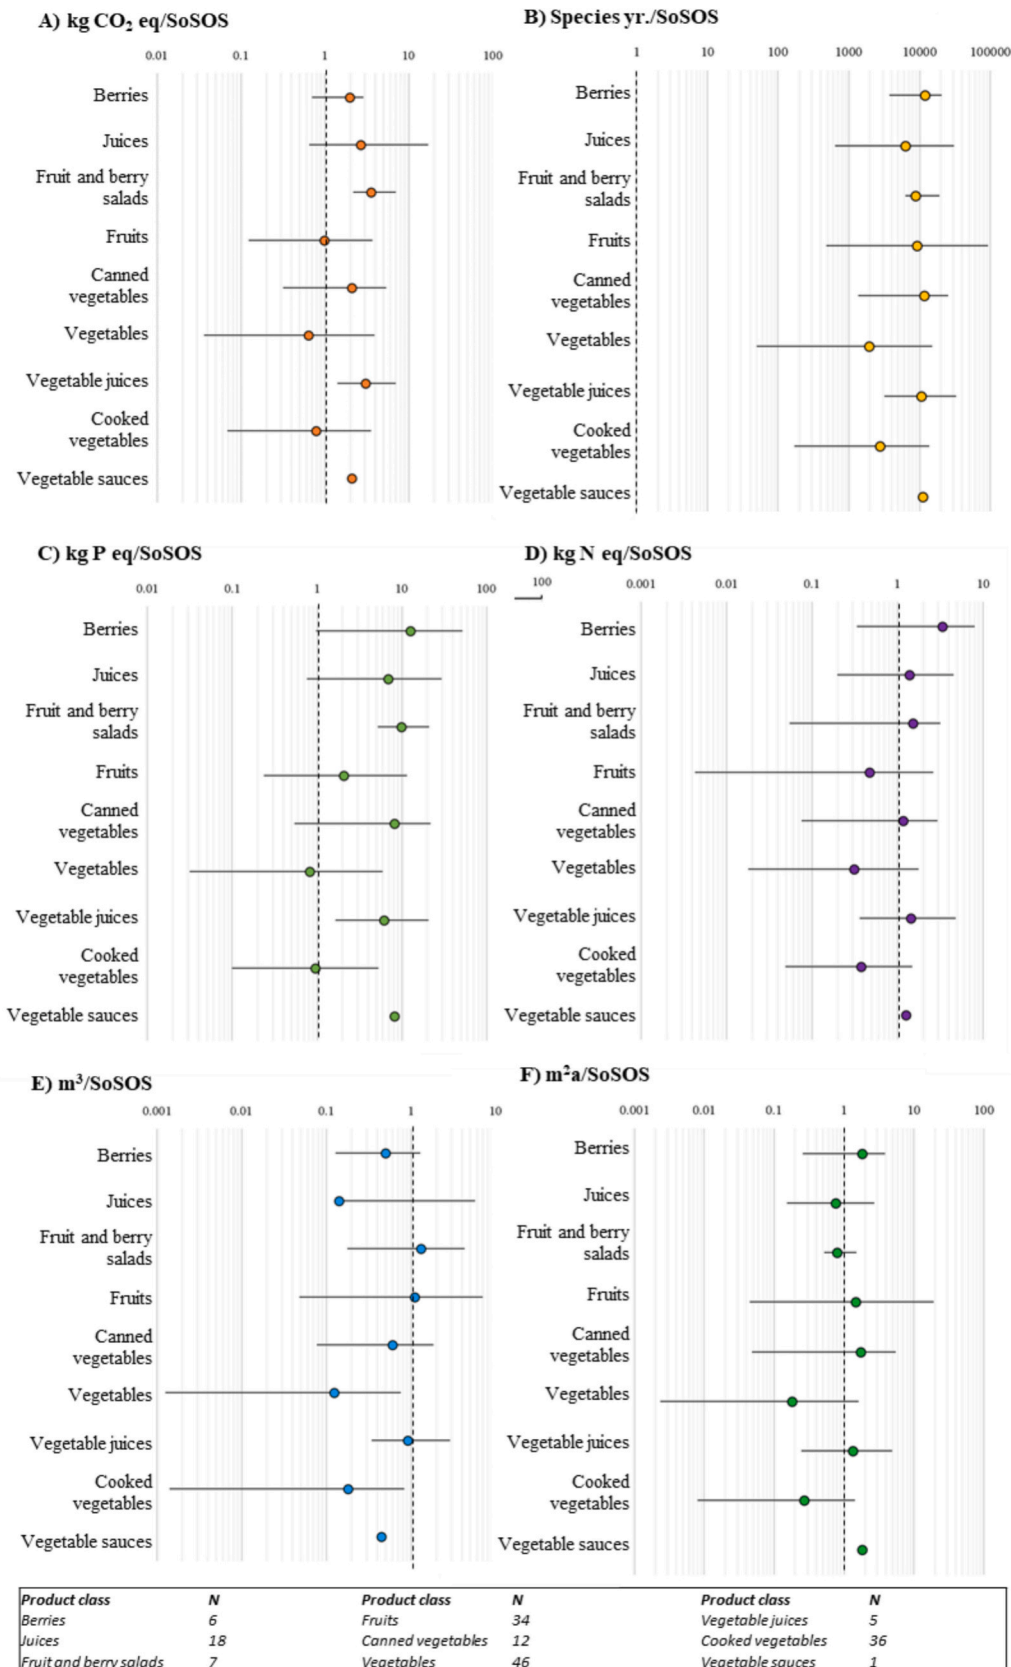 A) kg CO2 eq/SoSOS
0.01 0.1 1 10 100
Berries
Juices
Fruit and berry
salads
Fruits
Canned
vegetables
Vegetables
Vegetable juices
Cooked
vegetables
Vegetable sauces
B) Species yr./SoSOS
1 10 100 1000 10000 100000
Berries
Juices
Fruit and berry
salads
Fruits
Canned
vegetables
Vegetables
Vegetable juices
Cooked
vegetables
Vegetable sauces
C) kg P eq/SoSOS
0.01 0.1 1 10 100
Berries
Juices
Fruit and berry
salads
Fruits
Canned
vegetables
Vegetables
Vegetable juices
Cooked
vegetables
Vegetable sauces
D) kg N eq/SoSOS
100
0.001 0.01 0.1 1 10
Berries
Juices
Fruit and berry
salads
Fruits
Canned
vegetables
Vegetables
Vegetable juices
Cooked
vegetables
Vegetable sauces
E) m3/SoSOS
0.001 0.01 0.1 1 10
Berries
Juices
Fruit and berry
salads
Fruits
Canned
vegetables
Vegetables
Vegetable juices
Cooked
vegetables
Vegetable sauces
F) m2a/SoSOS
0.001 0.01 0.1 1 10 100
Berries
Juices
Fruit and berry
salads
Fruits
Canned
vegetables
Vegetables
Vegetable juices
Cooked
vegetables
Vegetable sauces
Product class N Product class N Product class N
Berries 6 Fruits 34 Vegetable juices 5
Juices 18 Canned vegetables 12 Cooked vegetables 36
Fruit and berry salads 7 Vegetables 46 Vegetable sauces 1